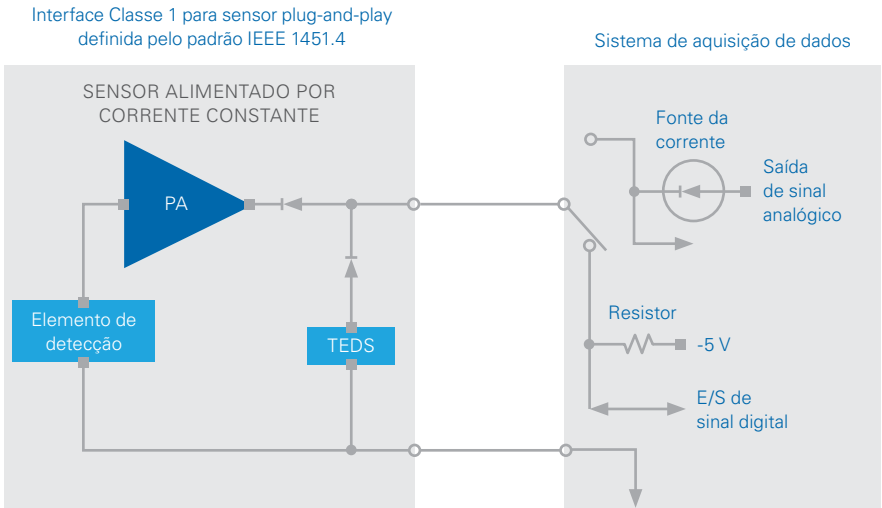 Interface Classe 1 para sensor plug-and-play
definida pelo padrão IEEE 1451.4
Sistema de aquisição de dados
SENSOR ALIMENTADO POR
CORRENTE CONSTANTE
PA
Elemento de
detecção
TEDS
Fonte da
corrente
Saída
de sinal
analógico
Resistor
-5 V
E/S de
sinal digital